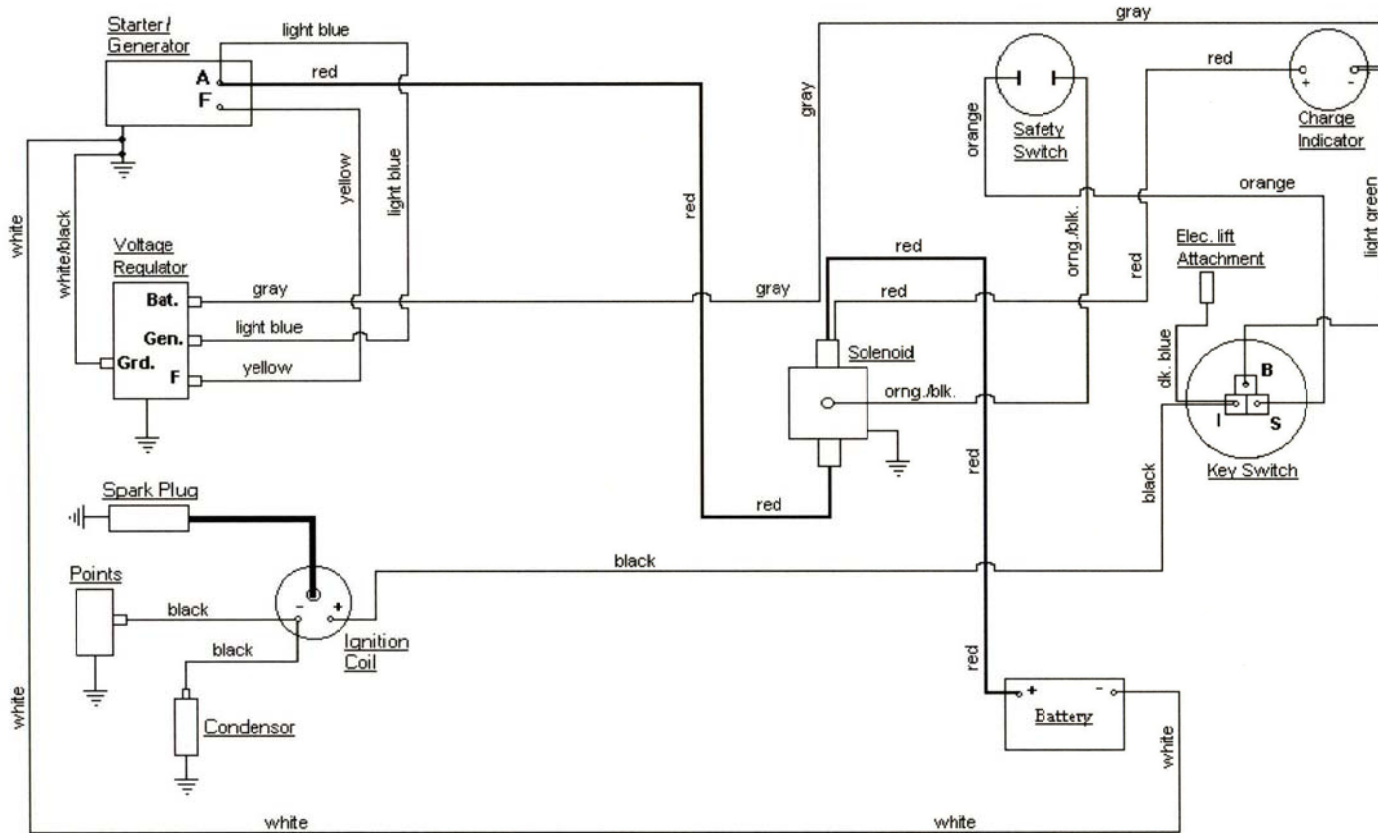 gray
Starter/
Generator
light blue
red
A
F
red
+ -
Safety
Switch
Charge
Indicator
gray
orange
orange
yellow
light blue
red
white
white/black
orng./blk.
red
light green
Elec. lift
Attachment
Voltage
Regulator
red
Bat.
gray
gray
red
Gen.
light blue
Solenoid
dk. blue
Grd.
F
yellow
orng./blk.
B
I
S
Key Switch
red
black
Spark Plug
red
Points
black
black
- +
Ignition
Coil
black
red
+ -
Battery
Condensor
white
white
white
white